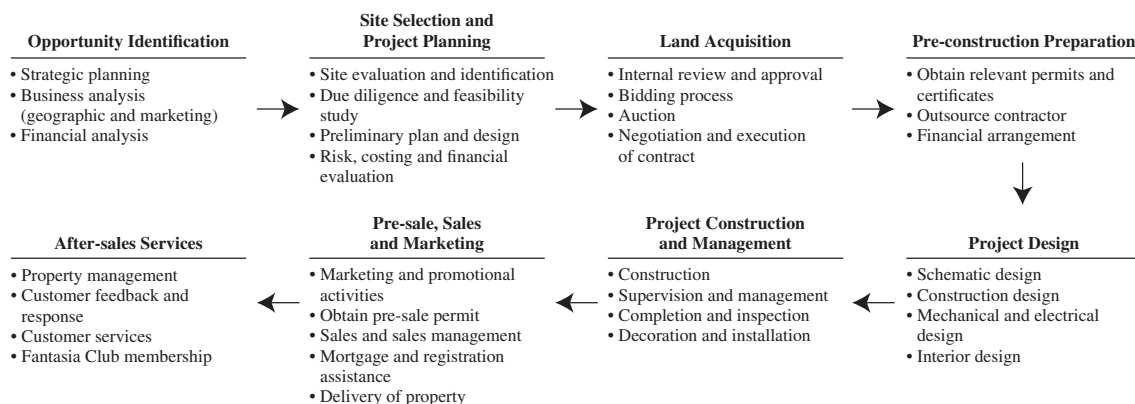 Opportunity Identification
• Strategic planning
• Business analysis
(geographic and marketing)
• Financial analysis
Site Selection and
Project Planning
• Site evaluation and identification
• Due diligence and feasibility
study
• Preliminary plan and design
• Risk, costing and financial
evaluation
Land Acquisition
• Internal review and approval
• Bidding process
• Auction
• Negotiation and execution
of contract
Pre-construction Preparation
• Obtain relevant permits and
certificates
• Outsource contractor
• Financial arrangement
Project Design
• Schematic design
• Construction design
• Mechanical and electrical
design
• Interior design
Project Construction
and Management
• Construction
• Supervision and management
• Completion and inspection
• Decoration and installation
Pre-sale, Sales
and Marketing
• Marketing and promotional
activities
• Obtain pre-sale permit
• Sales and sales management
• Mortgage and registration
assistance
• Delivery of property
After-sales Services
• Property management
• Customer feedback and
response
• Customer services
• Fantasia Club membership